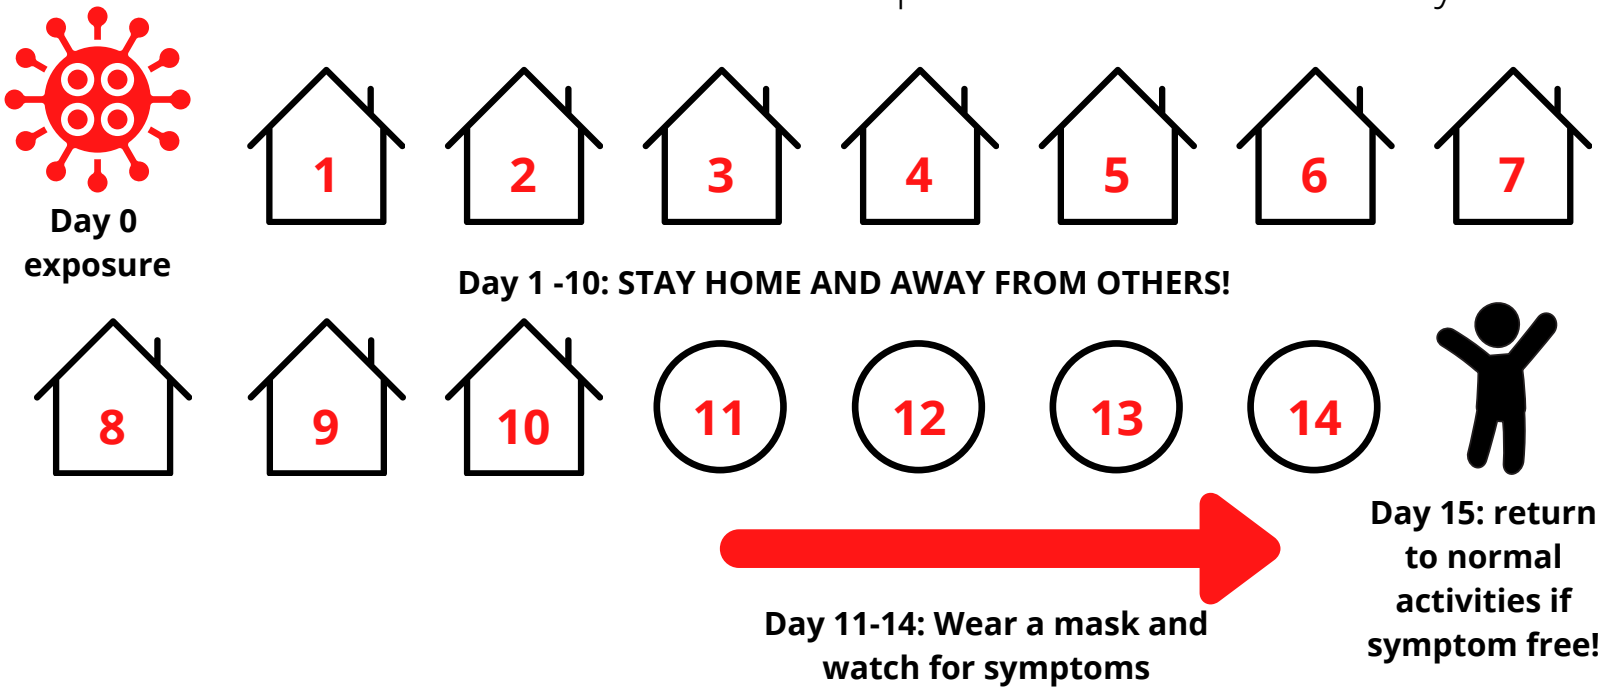 1 2 3 4 5 6 7
Day 0
exposure
Day 1 -10: STAY HOME AND AWAY FROM OTHERS!
8 9 10 11 12 13 14
Day 15: return
to normal
activities if
symptom free!
Day 11-14: Wear a mask and
watch for symptoms